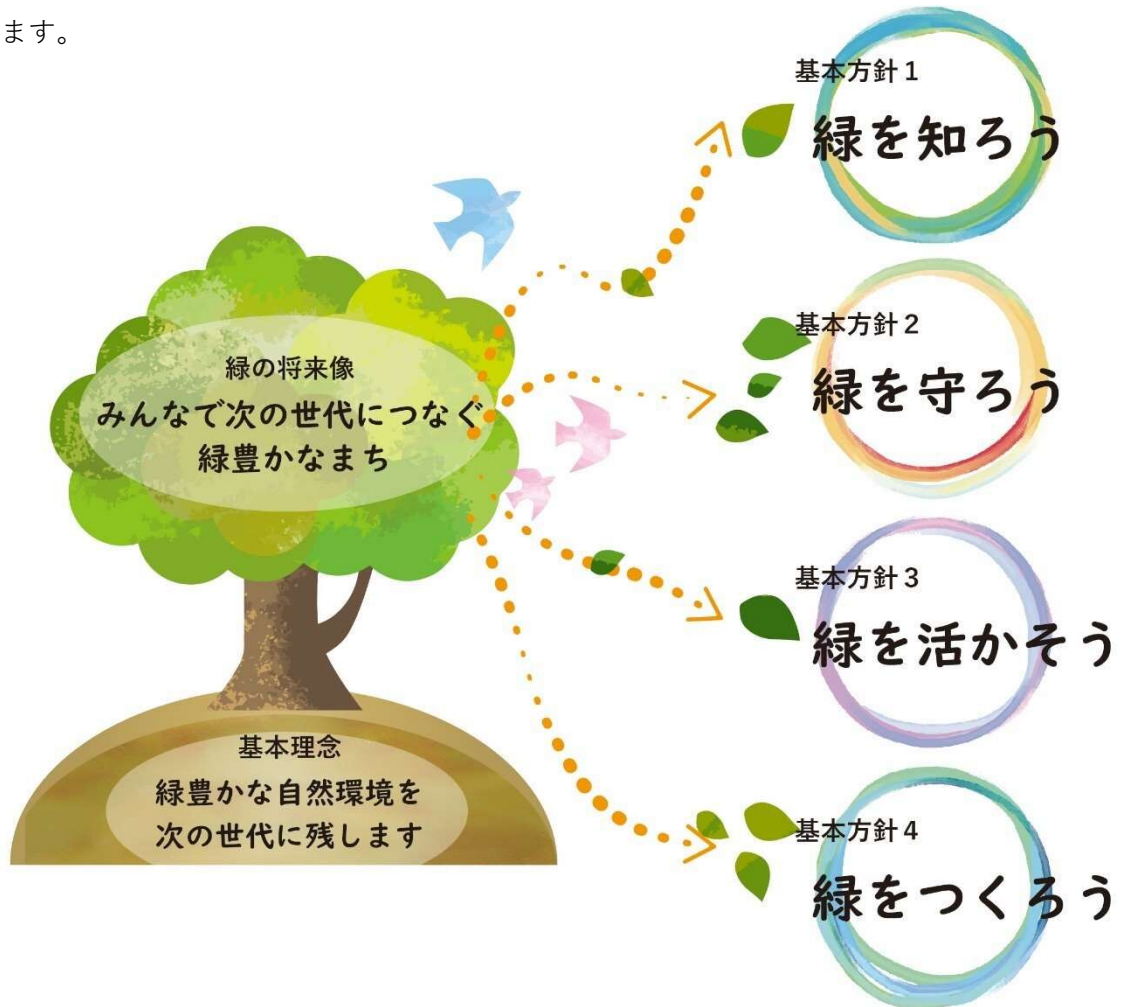 ます。
緑の将来像
みんなで次の世代につなぐ
緑豊かなまち
基本理念
緑豊かな自然環境を
次の世代に残します
基本方針1
緑を知ろう
基本方針2
緑を守ろう
基本方針3
緑を活かそう
基本方針4
緑をつくろう